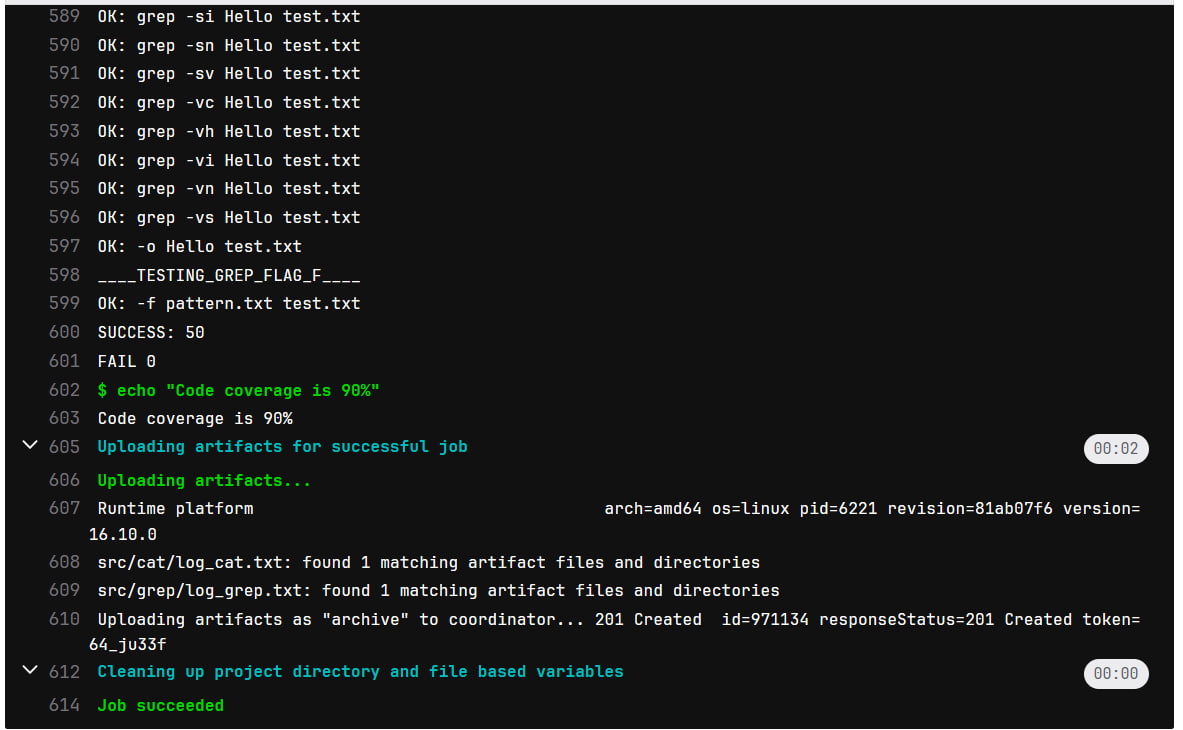 589 OK: grep -si Hello test.txt
590 OK: grep -sn Hello test.txt
591 OK: grep -sv Hello test.txt
592 OK: grep -vc Hello test.txt
593 OK: grep -vh Hello test.txt
594 OK: grep -vi Hello test.txt
595 OK: grep -vn Hello test.txt
596 OK: grep -vs Hello test.txt
597 OK: -o Hello test.txt
598 ____TESTING_GREP_FLAG_F____
599 OK: -f pattern.txt test.txt
600 SUCCESS: 50
601 FAIL 0
602 $ echo "Code coverage is 90%"
603 Code coverage is 90%
605 Uploading artifacts for successful job 00:02
606 Uploading artifacts...
607 Runtime platform arch=amd64 os=linux pid=6221 revision=81ab07f6 version=
16.10.0
608 src/cat/log_cat.txt: found 1 matching artifact files and directories
609 src/grep/log_grep.txt: found 1 matching artifact files and directories
610 Uploading artifacts as "archive" to coordinator... 201 Created id=971134 responseStatus=201 Created token=
64_ju33f
612 Cleaning up project directory and file based variables 00:00
614 Job succeeded